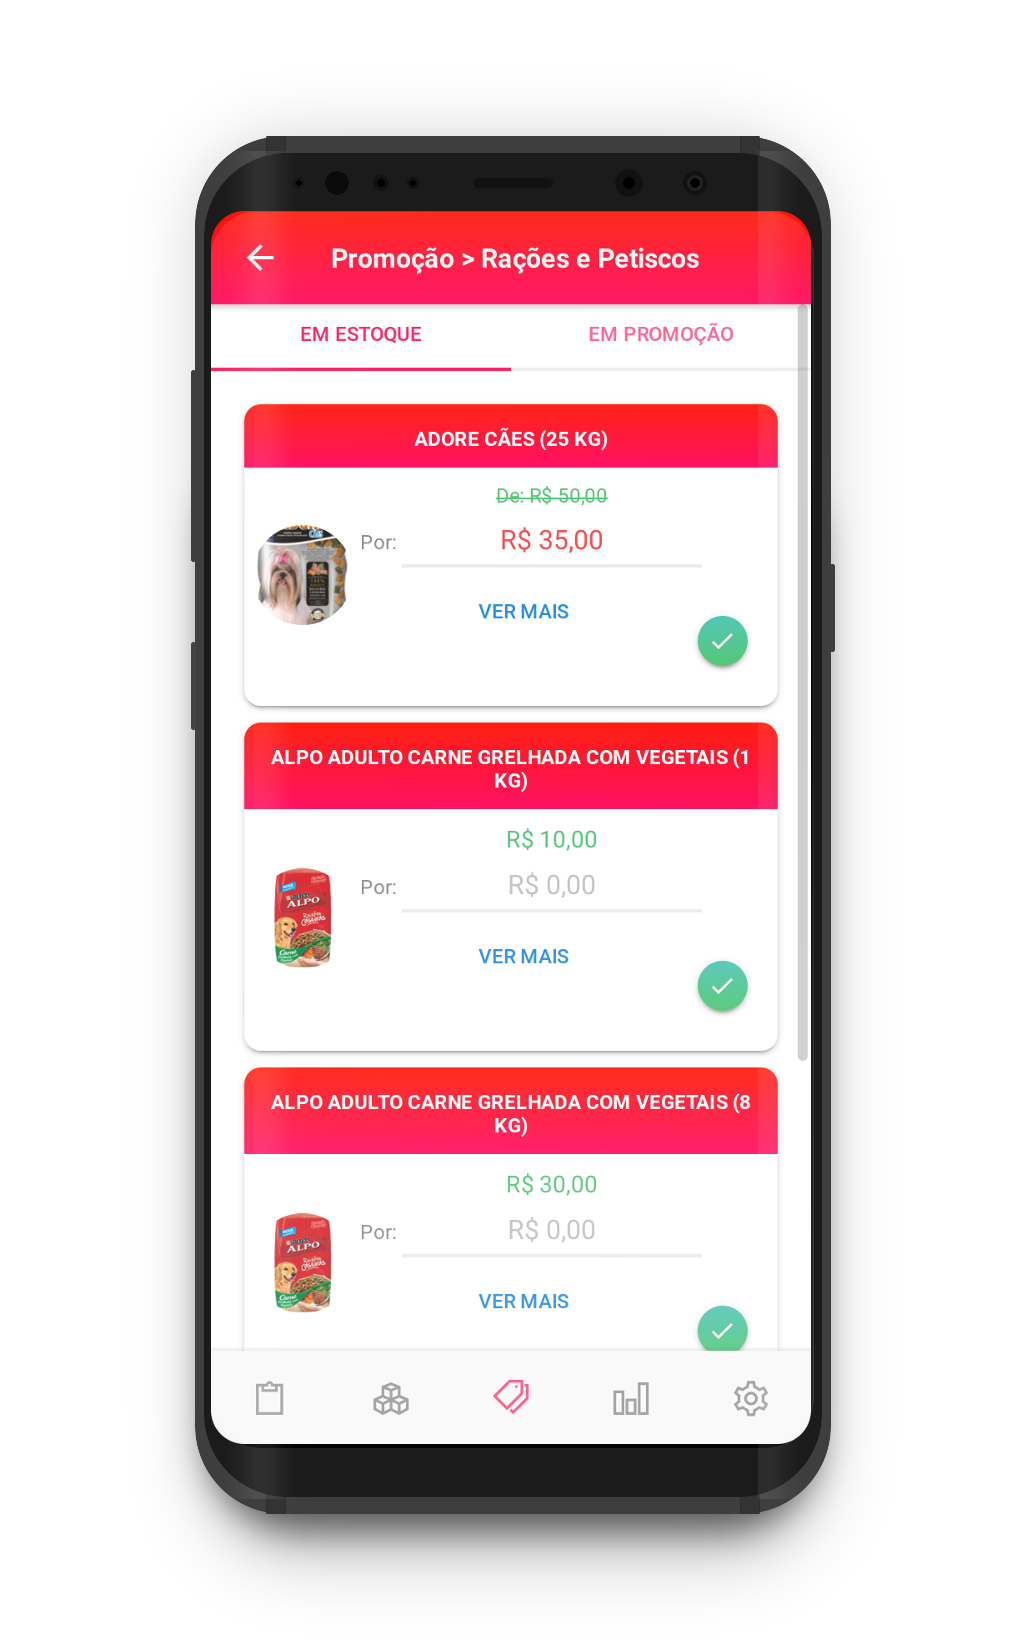 Promoção > Rações e Petiscos
EM ESTOQUE
EM PROMOÇÃO
ADORE CÃES (25 KG)
De: R$ 50,00
Por:
R$ 35,00
VER MAIS
ALPO ADULTO CARNE GRELHADA COM VEGETAIS (1
KG)
R$ 10,00
ALPO
Por:
R$ 0,00
VER MAIS
ALPO ADULTO CARNE GRELHADA COM VEGETAIS (8
KG)
R$ 30,00
ALPO
Por:
R$ 0,00
VER MAIS